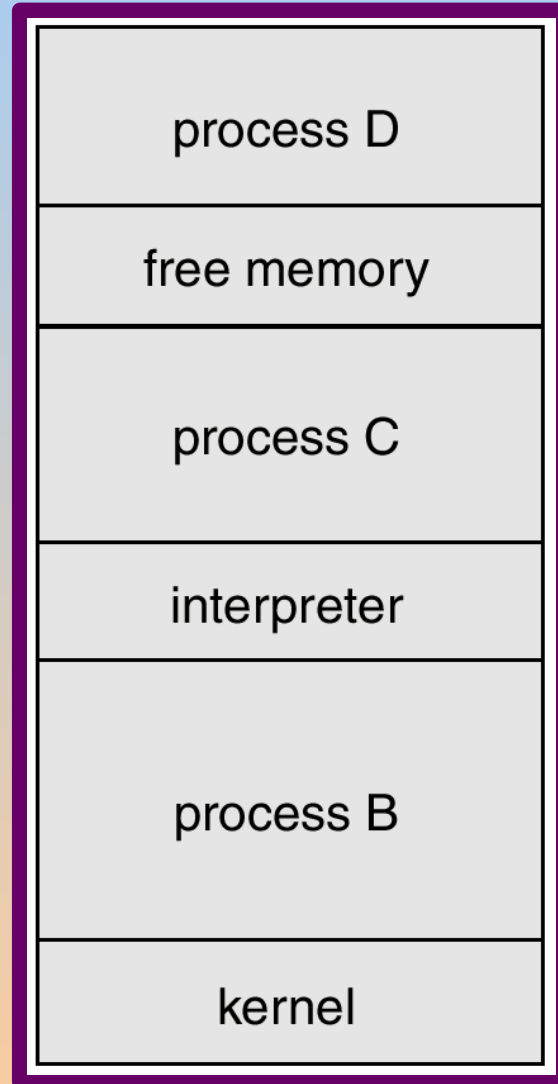 process D
free memory
process C
interpreter
process B
kernel